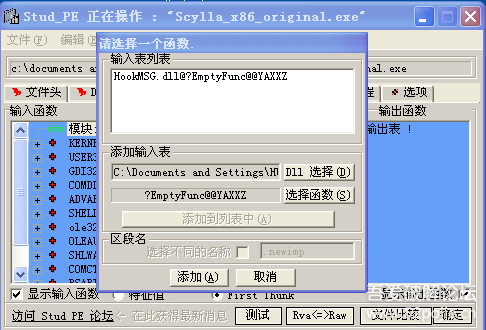 Stud_PE 正在操作 : "Scylla_x86_original.exe"
文件(F) 编辑
请选择一个函数.
c:\documents a
nal.exe
文件头
选项
输入函数
输出函数
输入表列表
HookMSG.dll@?EmptyFunc@@YAXXZ
模块:
输出表 !
KERNE
USER3
GDI32
COMDI
ADVAP
SHELL
ole32
OLEAU
SHLWA
COMCT
PSAPI
添加输入表
C:\Documents and Settings\HU
Dll 选择(D)
?EmptyFunc@@YAXXZ
选择函数(S)
添加到列表中(A)
区段名
选择不同的名称
newimp
添加(A)
取消
显示输入函数
特征值
First Thunk
访问 Stud PE 论坛
<- 在此获得最新消息
测试
Rva<=>Raw
文件比较
确定